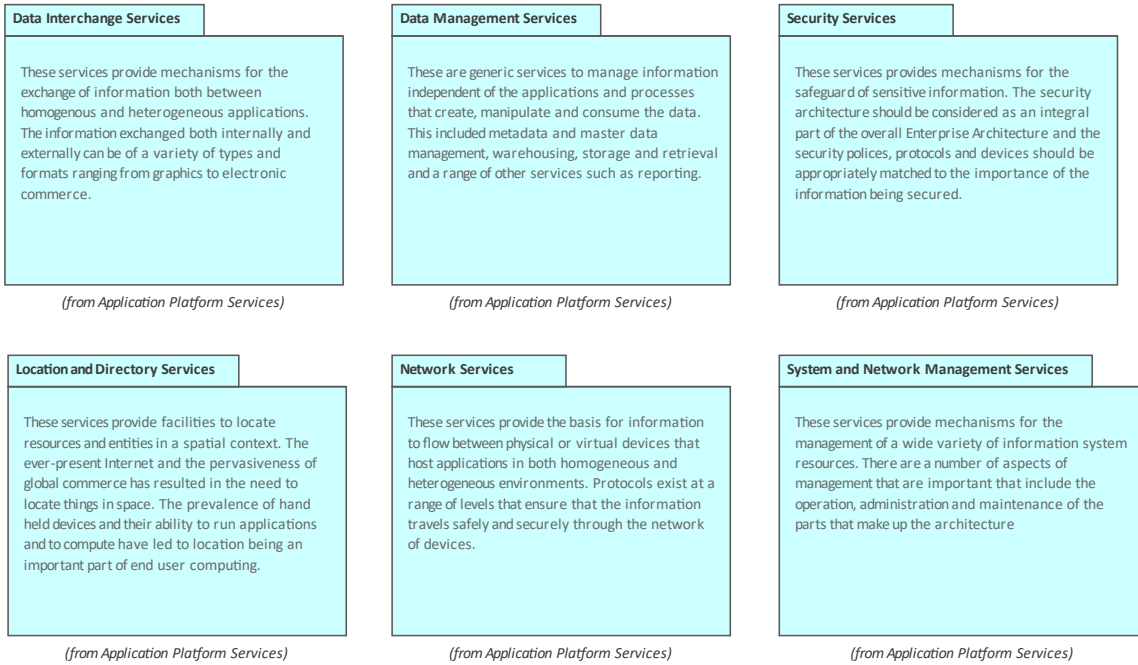 Data Interchange Services
These services provide mechanisms for the
exchange of information both between
homogenous and heterogeneous applications.
The information exchanged both internally and
externally can be of a variety of types and
formats ranging from graphics to electronic
commerce.
(from Application Platform Services)
Data Management Services
These are generic services to manage information
independent of the applications and processes
that create, manipulate and consume the data.
This included metadata and master data
management, warehousing, storage and retrieval
and a range of other services such as reporting.
(from Application Platform Services)
Security Services
These services provides mechanisms for the
safeguard of sensitive information. The security
architecture should be considered as an integral
part of the overall Enterprise Architecture and the
security polices, protocols and devices should be
appropriately matched to the importance of the
information being secured.
(from Application Platform Services)
Location and Directory Services
These services provide facilities to locate
resources and entities in a spatial context. The
ever-present Internet and the pervasiveness of
global commerce has resulted in the need to
locate things in space. The prevalence of hand
held devices and their ability to run applications
and to compute have led to location being an
important part of end user computing.
(from Application Platform Services)
Network Services
These services provide the basis for information
to flow between physical or virtual devices that
host applications in both homogeneous and
heterogeneous environments. Protocols exist at a
range of levels that ensure that the information
travels safely and securely through the network
of devices.
(from Application Platform Services)
System and Network Management Services
These services provide mechanisms for the
management of a wide variety of information system
resources. There are a number of aspects of
management that are important that include the
operation, administration and maintenance of the
parts that make up the architecture
(from Application Platform Services)